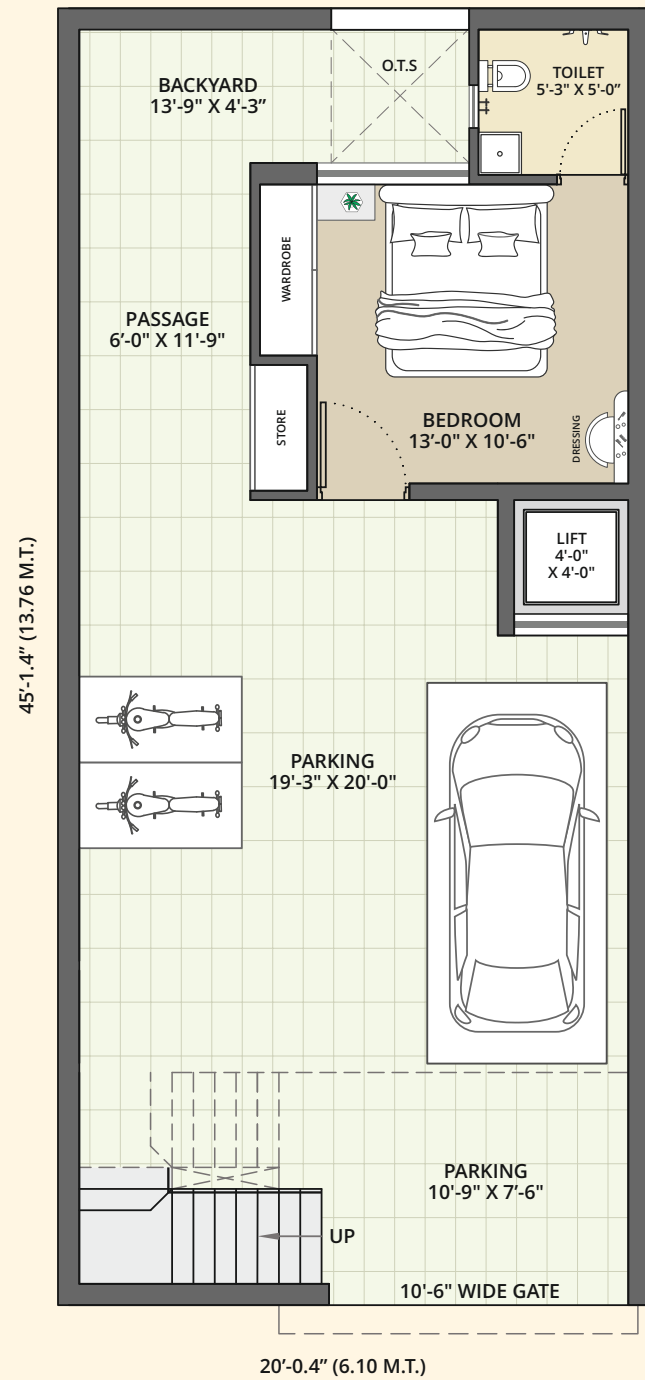 O.T.S
BACKYARD
13'-9" X 4'-3”
TOILET
5'-3" X 5'-0”
WARDROBE
PASSAGE
6’-0" X 11’-9"
STORE
BEDROOM
13’-0" X 10'-6"
DRESSING
LIFT
4'-0"
X 4'-0"
45’-1.4” (13.76 M.T.)
PARKING
19'-3" X 20'-0"
PARKING
10'-9" X 7’-6"
UP
10'-6" WIDE GATE
20’-0.4” (6.10 M.T.)